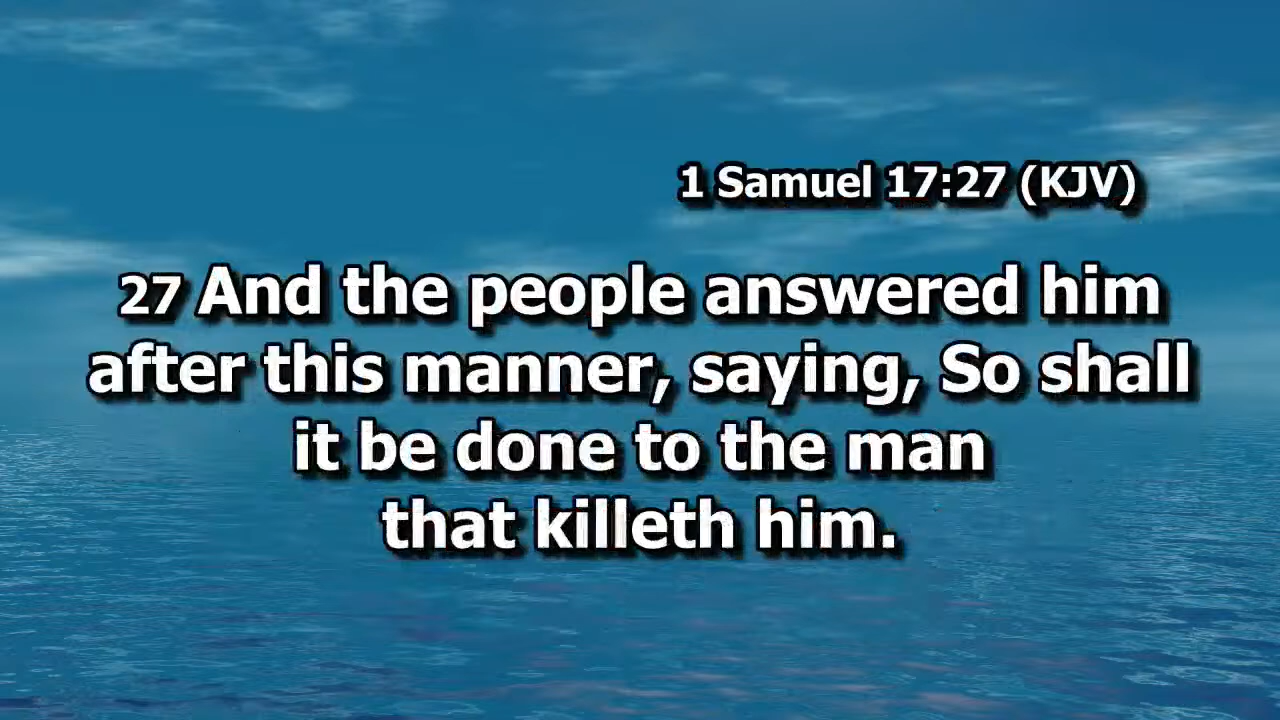 1 Samuel 17:27 (KJV)
27 And the people answered him
after this manner, saying, So shall
it be done to the man
that killeth him.